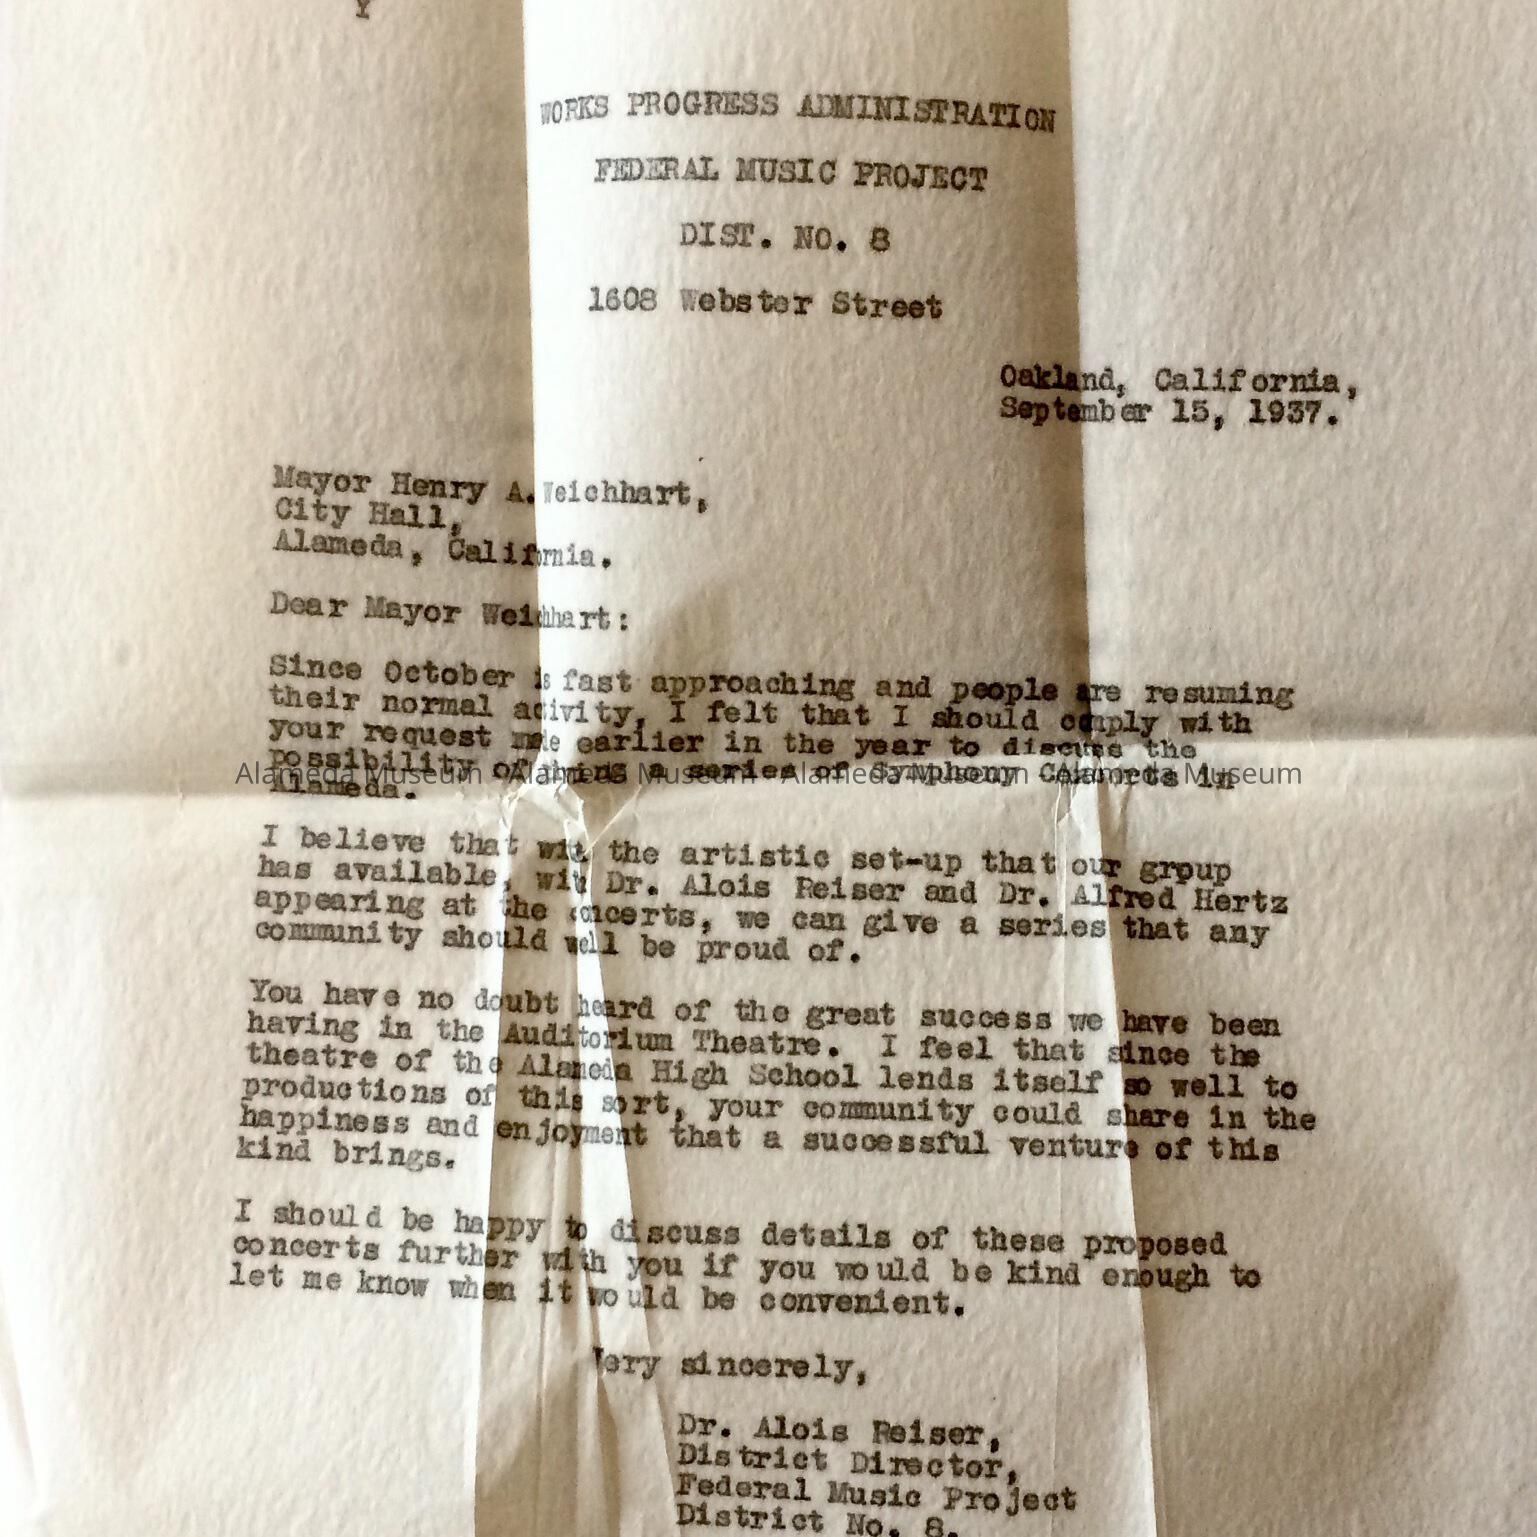 Y
WORKS PROGRESS ADMINISTRATION
FEDERAL MUSIC PROJECT
DIST. NO. 8
1608 Webster Street
Oakland, California,
September 15, 1937.
Mayor Henry A. Weichhart,
City Hall,
Alameda, California.
Dear Mayor Weichhart:
Since October is fast approaching and people are resuming
their normal acivity, I felt that I should comply with
your request made earlier in the year to discuss the
possibility of a series of Symphony Concerts in
Alameda.
Alameda Museum Alameda Museum Alameda Museum Alameda Museum
I believe that with the artistic set-up that our group
has available, with Dr. Alois Reiser and Dr. Alfred Hertz
appearing at the concerts, we can give a series that any
community should well be proud of.
You have no doubt heard of the great success we have been
having in the Auditorium Theatre. I feel that since the
theatre of the Alameda High School lends itself so well to
productions of this sort, your community could share in the
happiness and enjoyment that a successful venture of this
kind brings.
I should be happy to discuss details of these proposed
concerts further with you if you would be kind enough to
let me know when it would be convenient.
Very sincerely,
Dr. Alois Reiser,
District Director,
Federal Music Project
District No. 8.